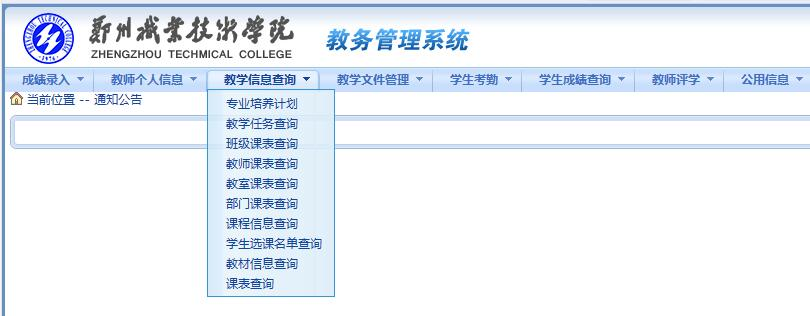 郑州职业技术学院
ZHENGZHOU TECHMICAL COLLEGE
教务管理系统
成绩录入 教师个人信息 教学信息查询 教学文件管理 学生考勤 学生成绩查询 教师评学 公用信息
当前位置 -- 通知公告
专业培养计划
教学任务查询
班级课表查询
教师课表查询
教室课表查询
部门课表查询
课程信息查询
学生选课名单查询
教材信息查询
课表查询